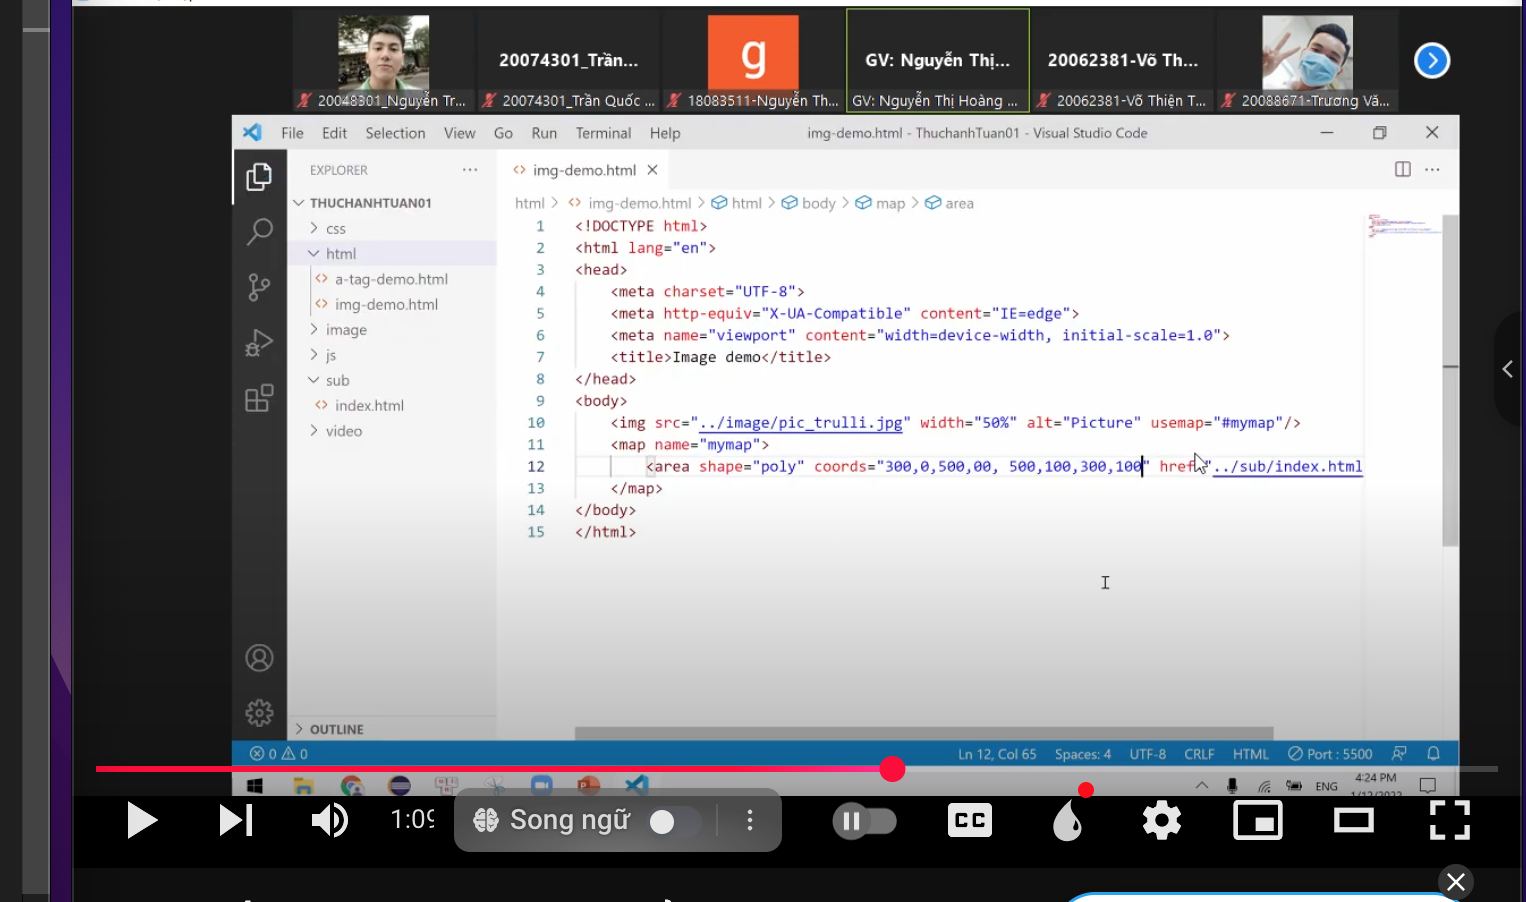 g
20074301_Trần...
GV: Nguyễn Thị...
20062381-Võ Th...
20048301_Nguyễn Tr...
20074301_Trần Quốc ...
18083511-Nguyễn Th...
GV: Nguyễn Thị Hoàng ...
20062381-Võ Thiện T...
20088671-Trương Vă...
File Edit Selection View Go Run Terminal Help
img-demo.html - ThuchanhTuan01 - Visual Studio Code
EXPLORER
THUCHANHTUAN01
css
html
a-tag-demo.html
img-demo.html
image
js
sub
index.html
video
OUTLINE
img-demo.html
html > img-demo.html > html > body > map > area
1 <!DOCTYPE html>
2 <html lang="en">
3 <head>
4 <meta charset="UTF-8">
5 <meta http-equiv="X-UA-Compatible" content="IE=edge">
6 <meta name="viewport" content="width=device-width, initial-scale=1.0">
7 <title>Image demo</title>
8 </head>
9 <body>
10 <img src="../image/pic_trulli.jpg" width="50%" alt="Picture" usemap="#mymap"/>
11 <map name="mymap">
12 <area shape="poly" coords="300,0,500,00, 500,100,300,100" href="../sub/index.html
13 </map>
14 </body>
15 </html>
0 0
Ln 12, Col 65 Spaces: 4 UTF-8 CRLF HTML Port : 5500
ENG
4:24 PM
1:09
Song ngữ
CC